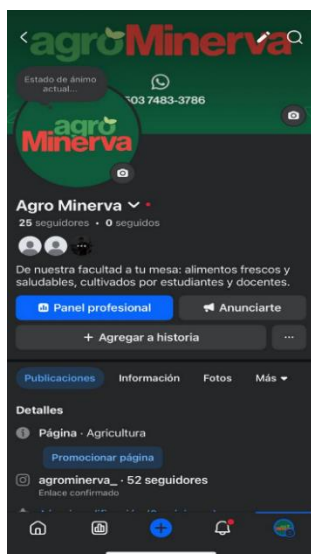 agroMinerva
Estado de ánimo
actual...
503 7483-3786
agro
Minerva
Agro Minerva
25 seguidores • 0 seguidos
De nuestra facultad a tu mesa: alimentos frescos y
saludables, cultivados por estudiantes y docentes.
Panel profesional
Anunciarte
+ Agregar a historia
...
Publicaciones Información Fotos Más
Detalles
Página · Agricultura
Promocionar página
agrominerva_ · 52 seguidores
Enlace confirmado